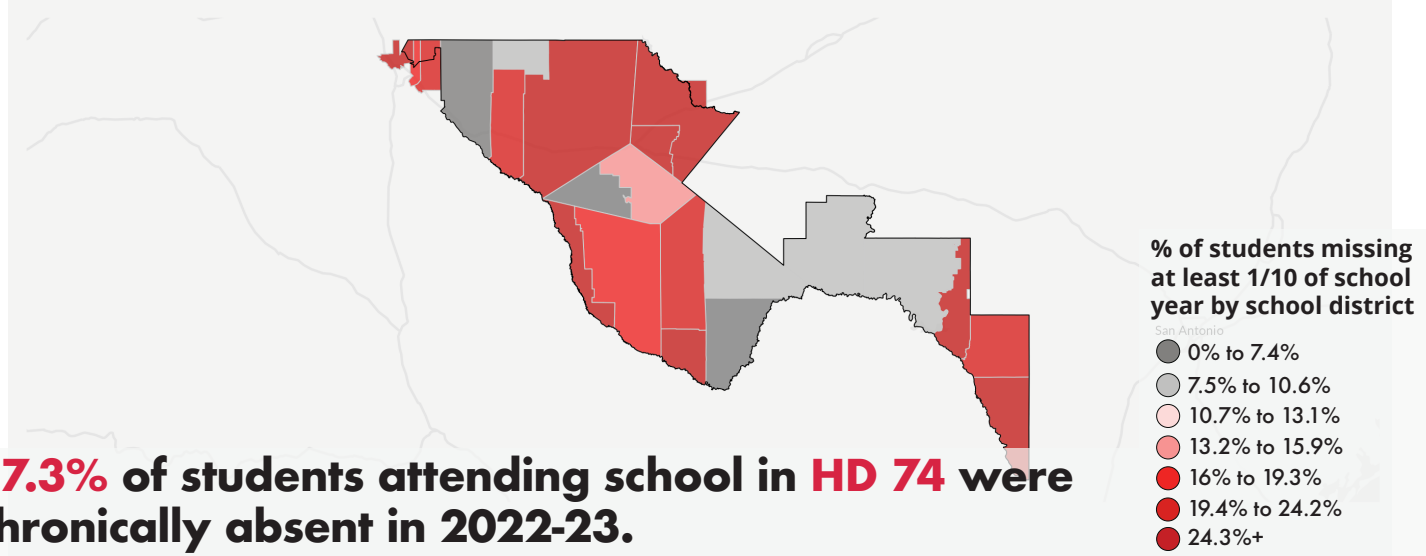 % of students missing
at least 1/10 of school
year by school district
San Antonio
0% to 7.4%
7.5% to 10.6%
10.7% to 13.1%
13.2% to 15.9%
16% to 19.3%
19.4% to 24.2%
24.3%+
7.3% of students attending school in HD 74 were
hronically absent in 2022-23.